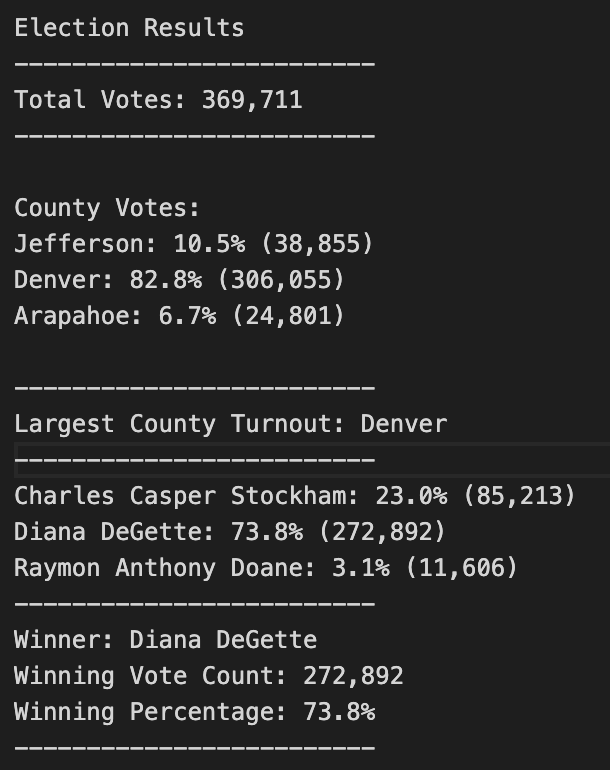 Election Results
-------------------------
Total Votes: 369,711
-------------------------
County Votes:
Jefferson: 10.5% (38,855)
Denver: 82.8% (306,055)
Arapahoe: 6.7% (24,801)
-------------------------
Largest County Turnout: Denver
-------------------------
Charles Casper Stockham: 23.0% (85,213)
Diana DeGette: 73.8% (272,892)
Raymon Anthony Doane: 3.1% (11,606)
-------------------------
Winner: Diana DeGette
Winning Vote Count: 272,892
Winning Percentage: 73.8%
-------------------------